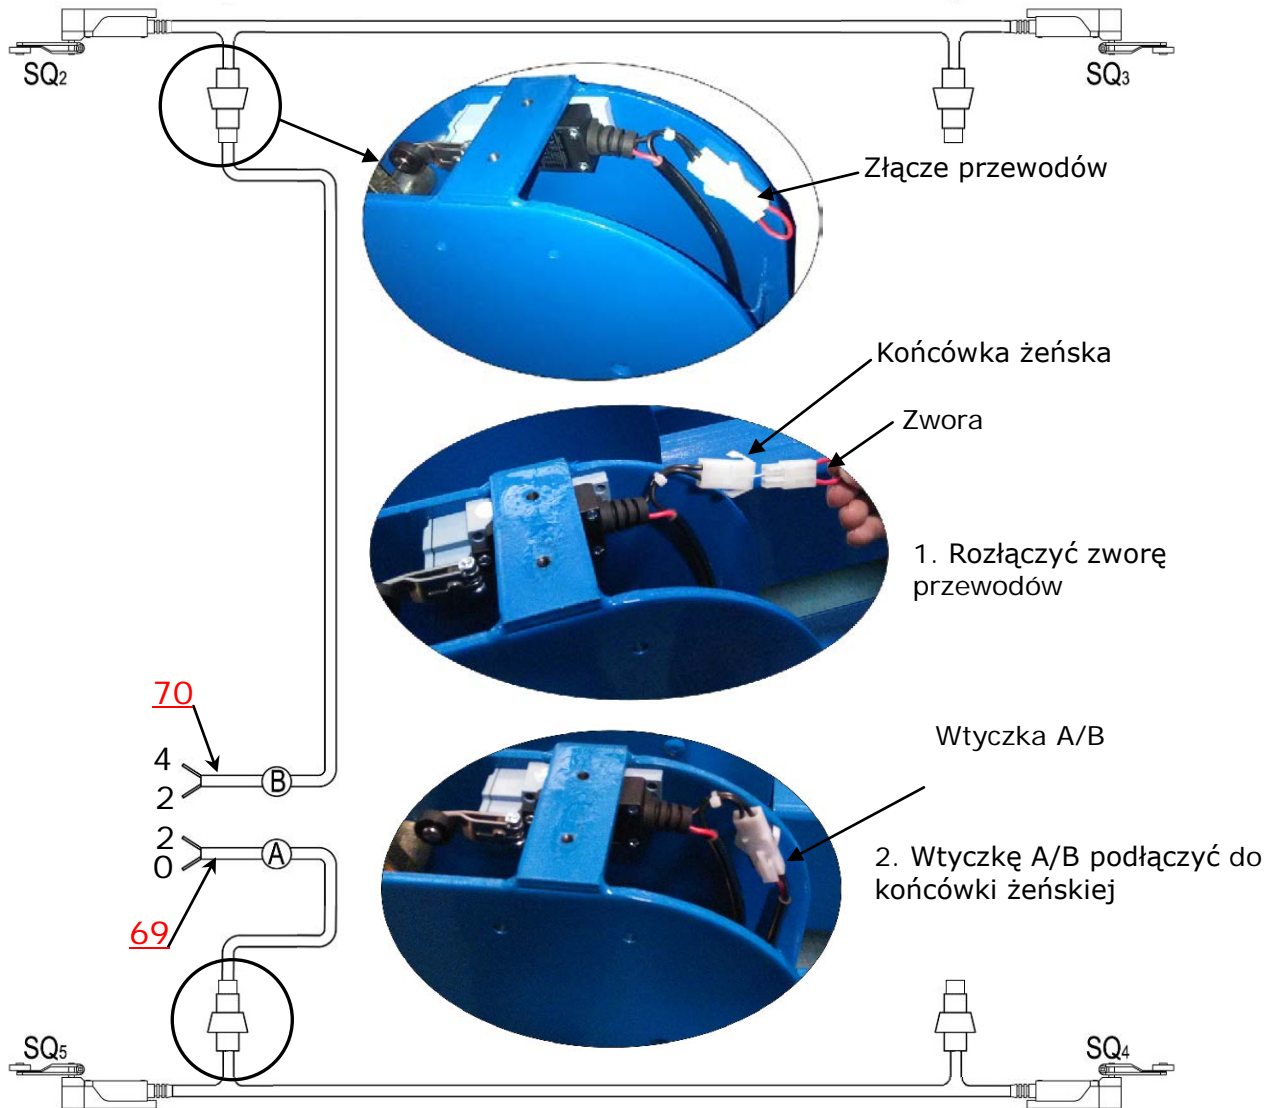 SQ2
SQ3
Złącze przewodów
Końcówka żeńska
Zwora
1. Rozłączyć zworę
przewodów
70
4
2
B
Wtyczka A/B
2
0
A
2. Wtyczkę A/B podłączyć do
końcówki żeńskiej
69
SQ5
SQ4